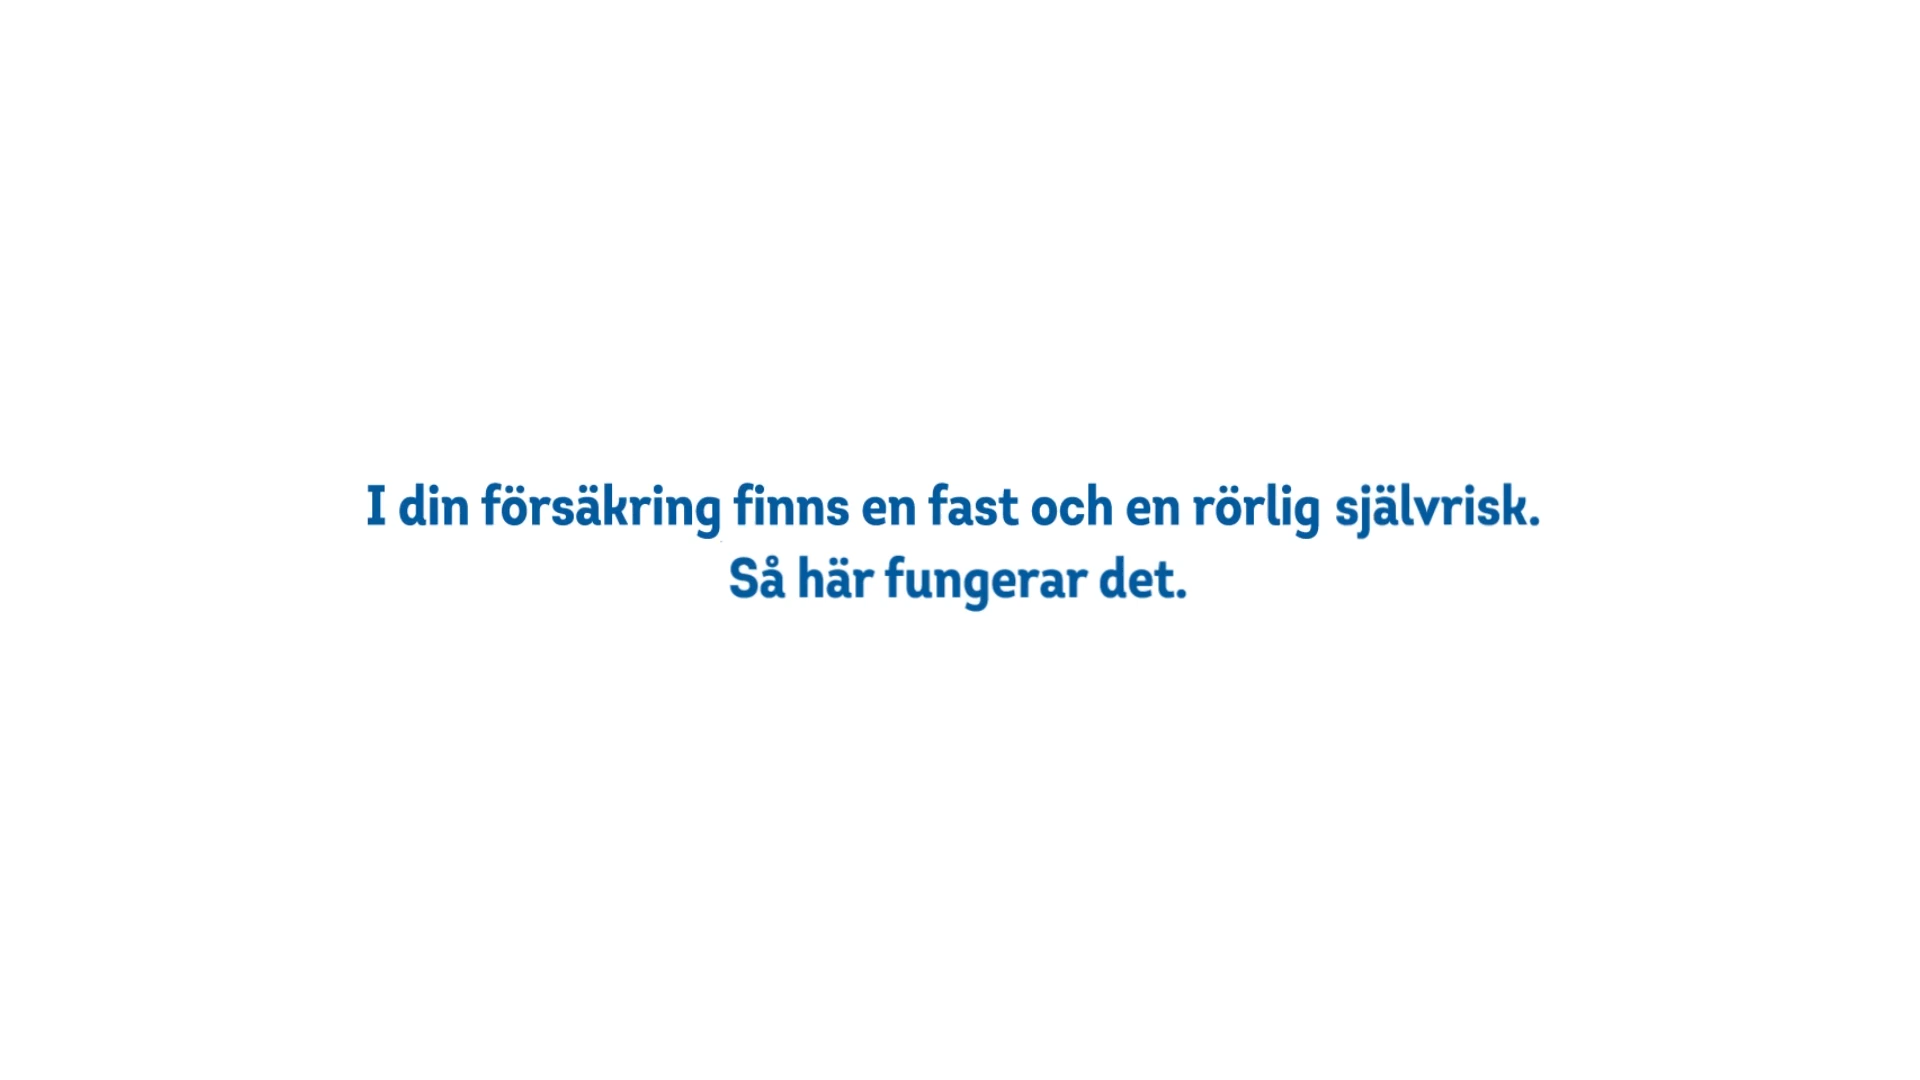 I din försäkring finns en fast och en rörlig självrisk.
Så här fungerar det.